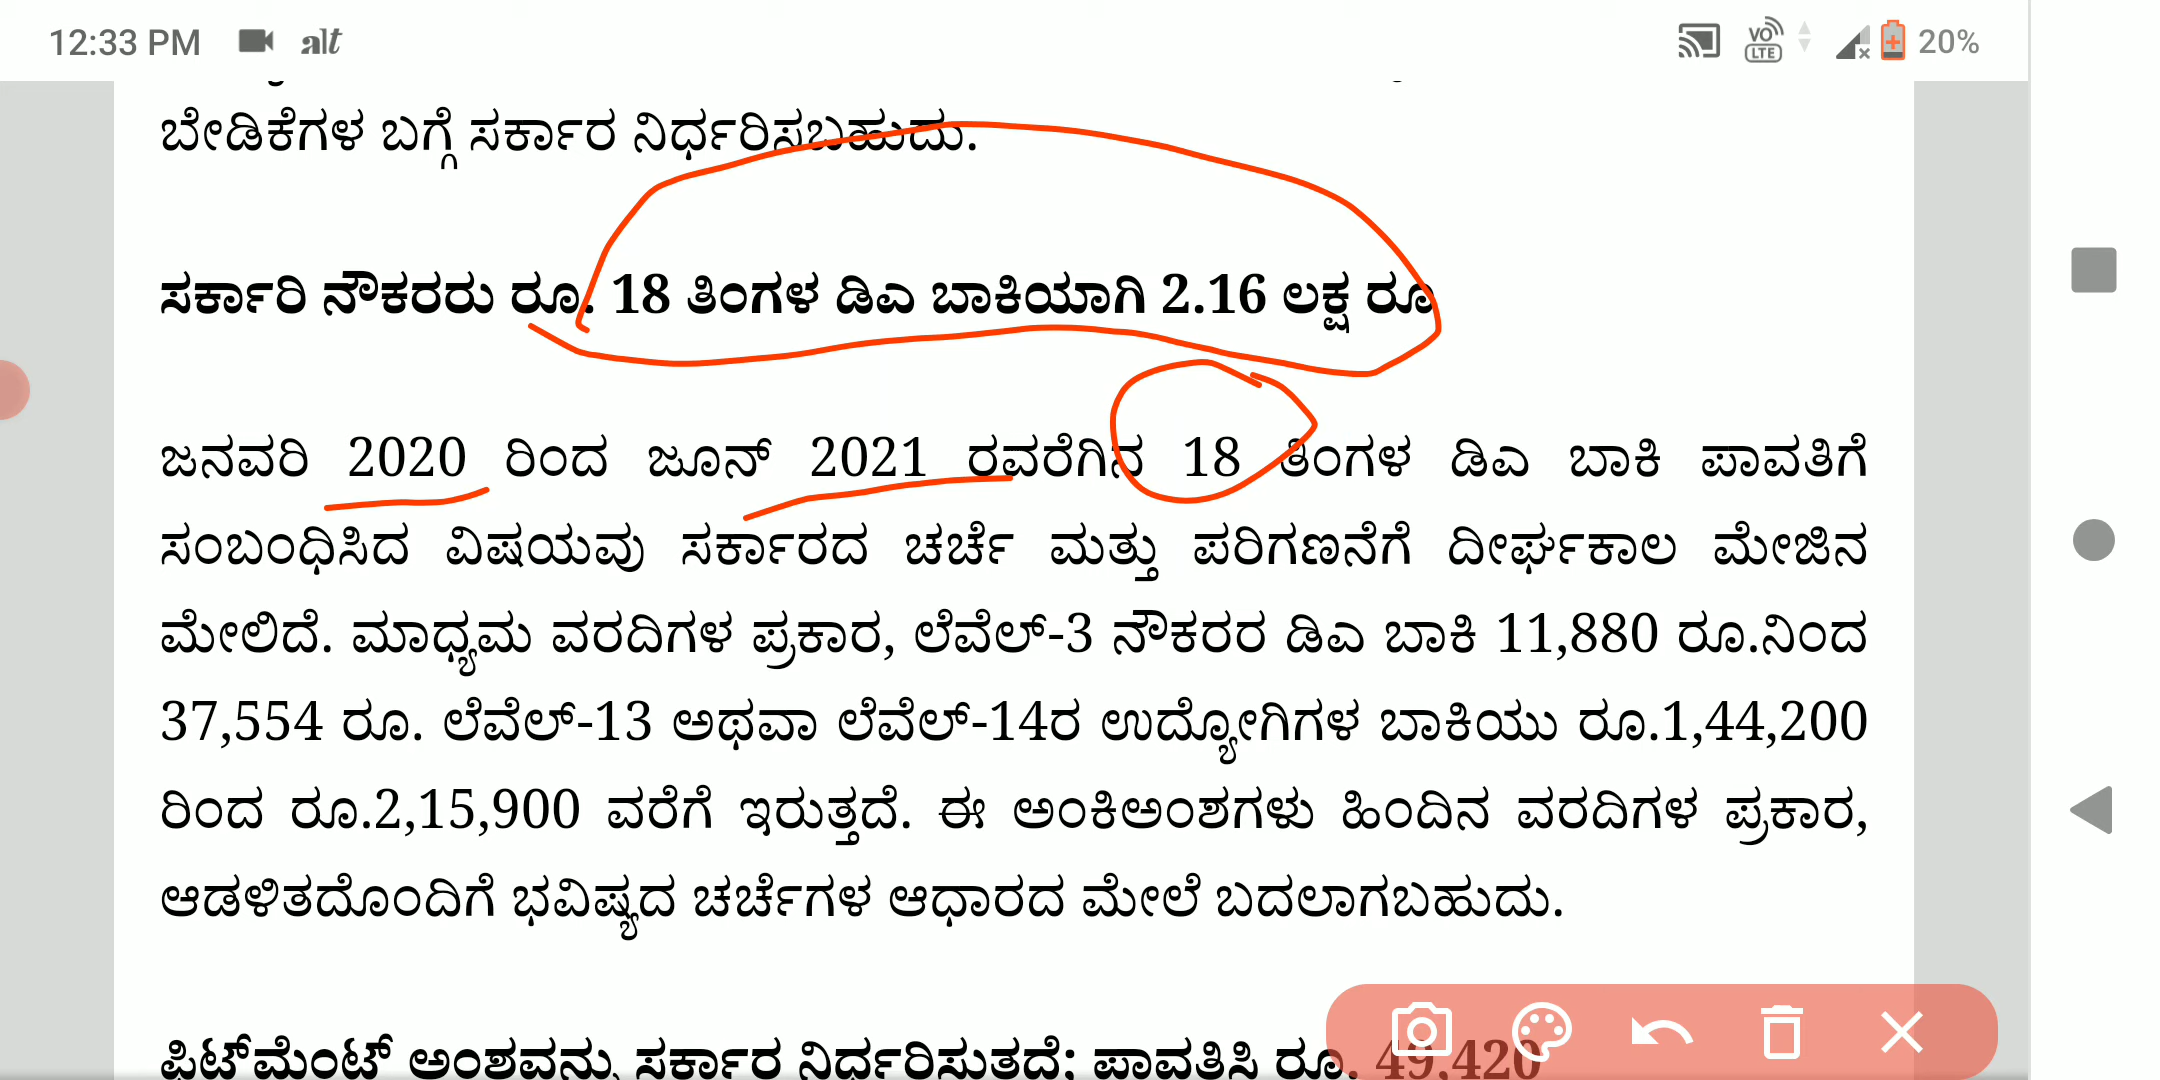 12:33 PM alt VO LTE 20%
ಬೇಡಿಕೆಗಳ ಬಗ್ಗೆ ಸರ್ಕಾರ ನಿರ್ಧರಿಸಬಹುದು.
ಸರ್ಕಾರಿ ನೌಕರರು ರೂ. 18 ತಿಂಗಳ ಡಿಎ ಬಾಕಿಯಾಗಿ 2.16 ಲಕ್ಷ ರೂ
ಜನವರಿ 2020 ರಿಂದ ಜೂನ್ 2021 ರವರೆಗಿನ 18 ತಿಂಗಳ ಡಿಎ ಬಾಕಿ ಪಾವತಿಗೆ
ಸಂಬಂಧಿಸಿದ ವಿಷಯವು ಸರ್ಕಾರದ ಚರ್ಚೆ ಮತ್ತು ಪರಿಗಣನೆಗೆ ದೀರ್ಘಕಾಲ ಮೇಜಿನ
ಮೇಲಿದೆ. ಮಾಧ್ಯಮ ವರದಿಗಳ ಪ್ರಕಾರ, ಲೆವೆಲ್-3 ನೌಕರರ ಡಿಎ ಬಾಕಿ 11,880 ರೂ.ನಿಂದ
37,554 ರೂ. ಲೆವೆಲ್-13 ಅಥವಾ ಲೆವೆಲ್-14ರ ಉದ್ಯೋಗಿಗಳ ಬಾಕಿಯು ರೂ.1,44,200
ರಿಂದ ರೂ.2,15,900 ವರೆಗೆ ಇರುತ್ತದೆ. ಈ ಅಂಕಿಅಂಶಗಳು ಹಿಂದಿನ ವರದಿಗಳ ಪ್ರಕಾರ,
ಆಡಳಿತದೊಂದಿಗೆ ಭವಿಷ್ಯದ ಚರ್ಚೆಗಳ ಆಧಾರದ ಮೇಲೆ ಬದಲಾಗಬಹುದು.
ಫಿಟ್‌ಮೆಂಟ್ ಅಂಶವನ್ನು ಸರ್ಕಾರ ನಿರ್ಧರಿಸುತ್ತದೆ; ಪಾವತಿಸಿ ರೂ. 49,420